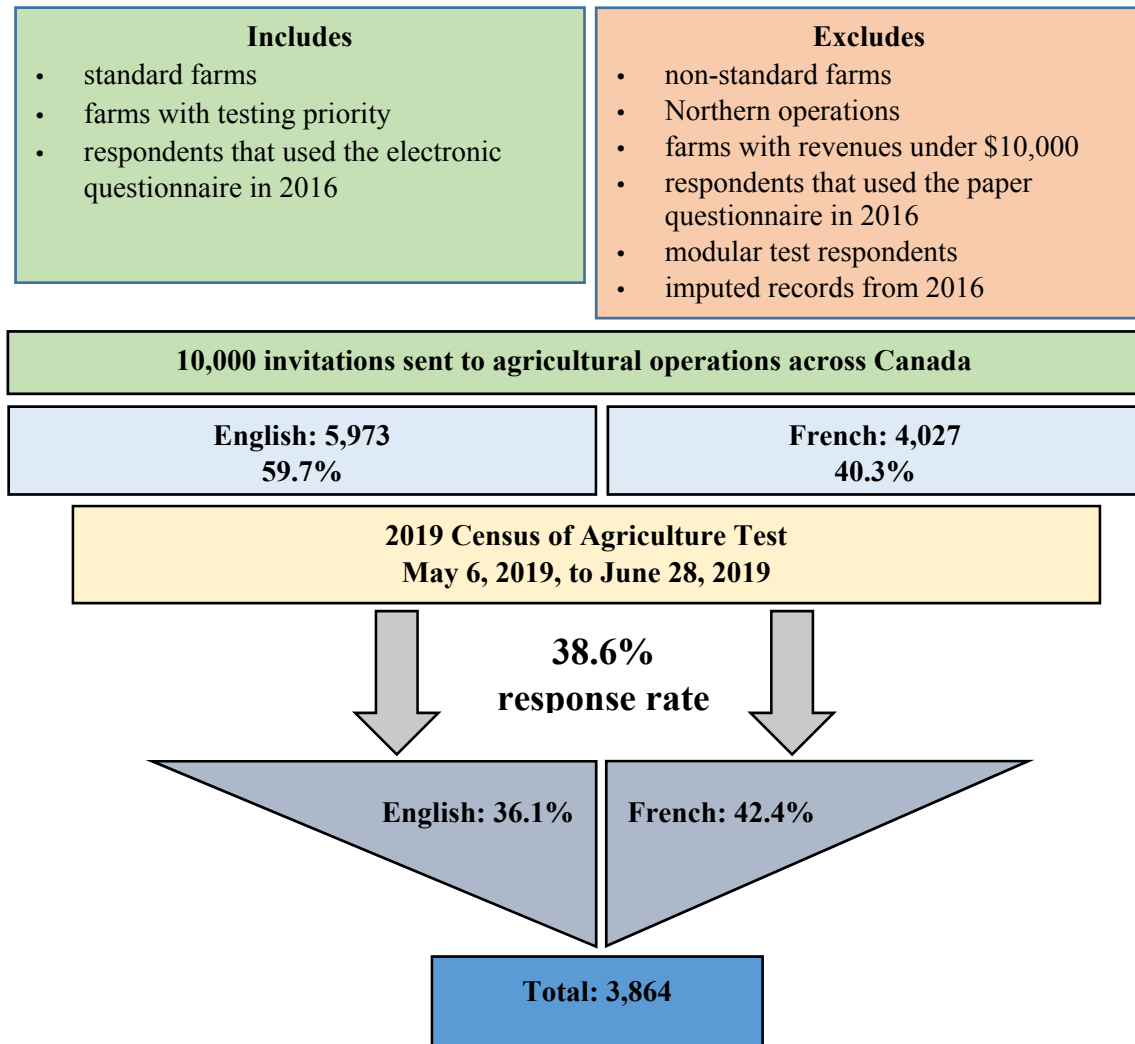 Includes
• standard farms
• farms with testing priority
• respondents that used the electronic
questionnaire in 2016
Excludes
• non-standard farms
• Northern operations
• farms with revenues under $10,000
• respondents that used the paper
questionnaire in 2016
• modular test respondents
• imputed records from 2016
10,000 invitations sent to agricultural operations across Canada
English: 5,973
59.7%
French: 4,027
40.3%
2019 Census of Agriculture Test
May 6, 2019, to June 28, 2019
38.6%
response rate
English: 36.1%
French: 42.4%
Total: 3,864